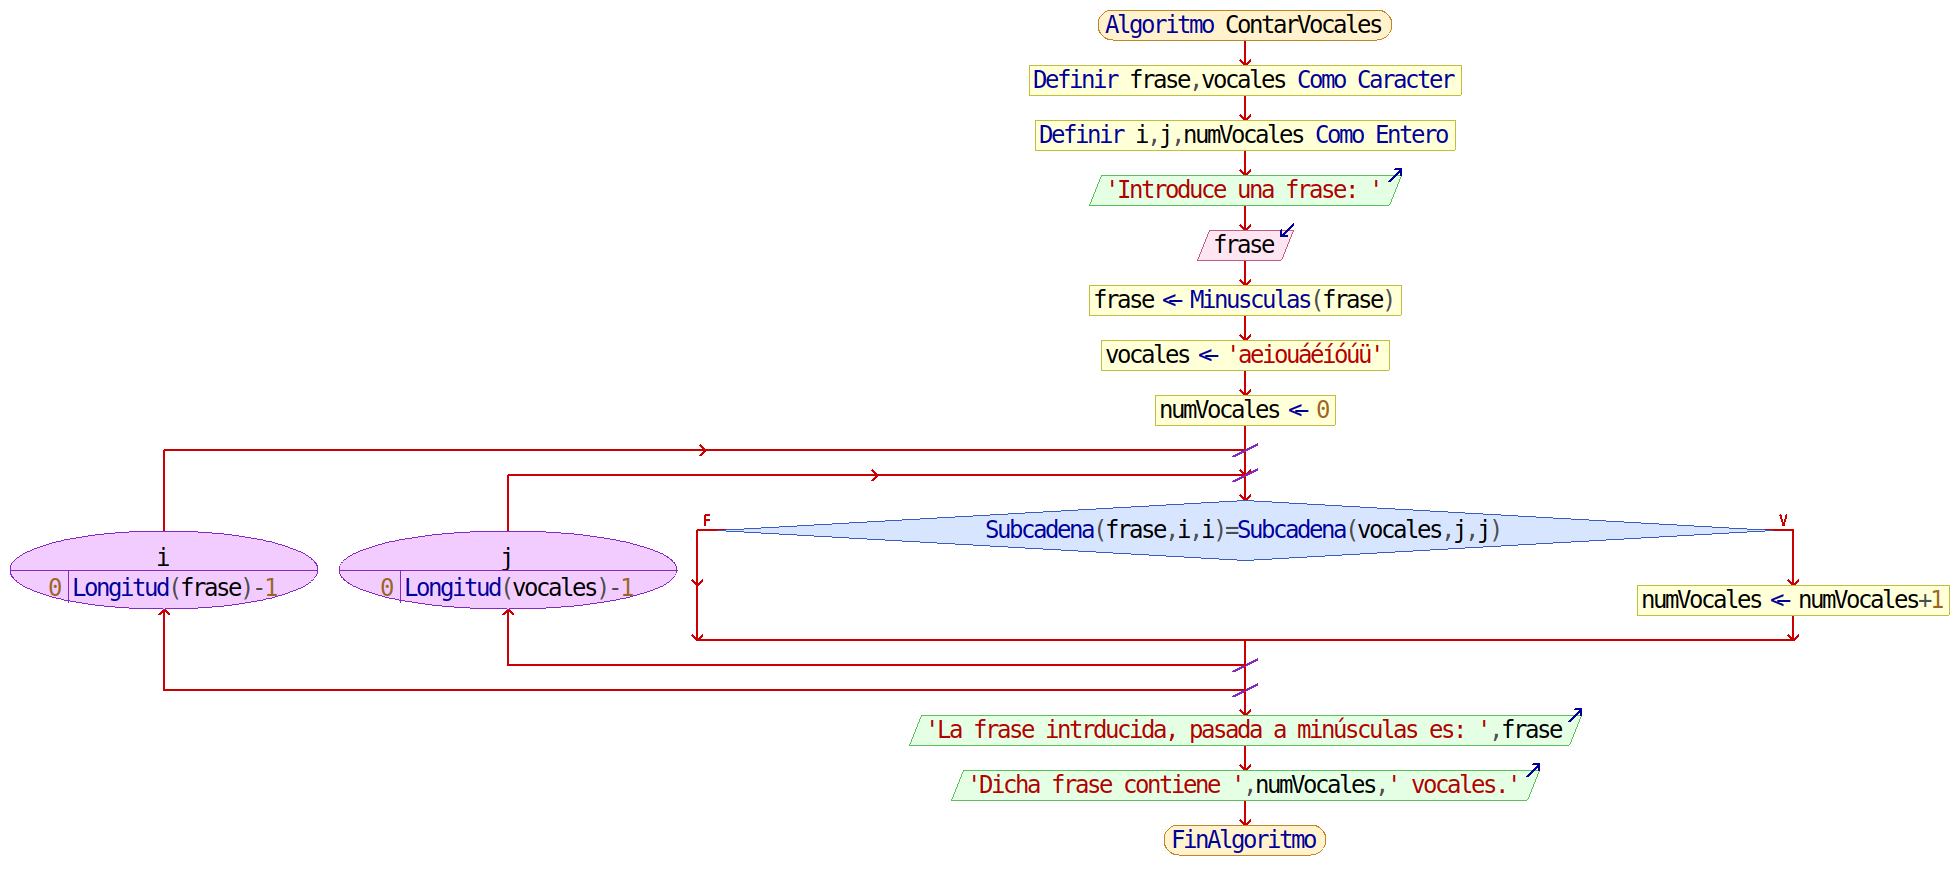 Algoritmo ContarVocales
Definir frase,vocales Como Caracter
Definir i,j,numVocales Como Entero
'Introduce una frase: '
frase
frase <- Minusculas(frase)
vocales <- 'aeiouáéíóúü'
numVocales <- 0
i
0 Longitud(frase)-1
j
0 Longitud(vocales)-1
F
Subcadena(frase,i,i)=Subcadena(vocales,j,j)
V
numVocales <- numVocales+1
'La frase intrducida, pasada a minúsculas es: ',frase
'Dicha frase contiene ',numVocales,' vocales.'
FinAlgoritmo